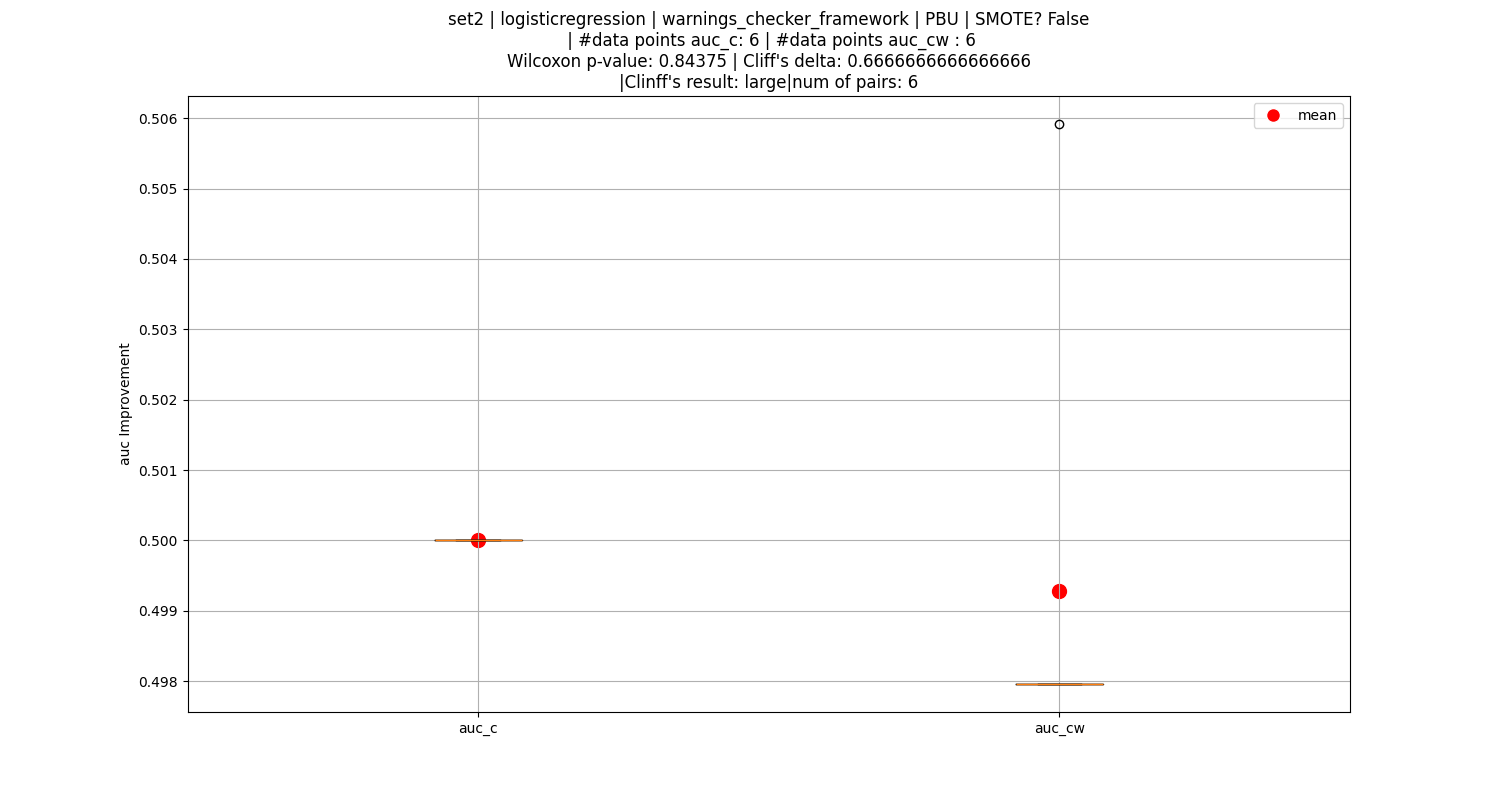 set2 | logisticregression | warnings_checker_framework | PBU | SMOTE? False
| #data points auc_c: 6 | #data points auc_cw : 6
Wilcoxon p-value: 0.84375 | Cliff's delta: 0.6666666666666666
|Clinff's result: large|num of pairs: 6
mean
0.506
0.505
0.504
0.503
0.502
0.501
0.500
0.499
0.498
auc Improvement
auc_c
auc_cw